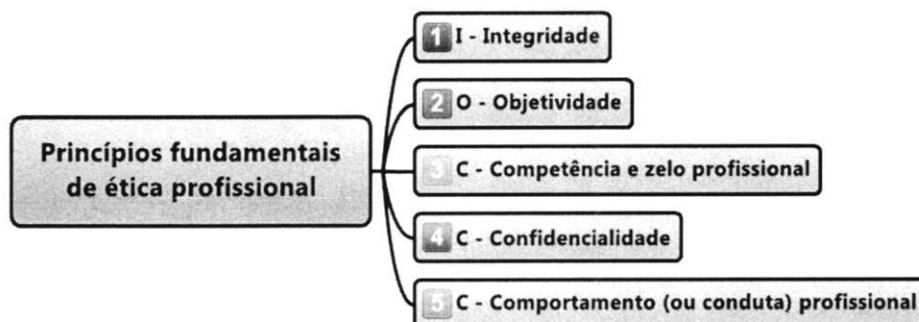 Princípios fundamentais
de ética profissional
1 I - Integridade
2 O - Objetividade
3 C - Competência e zelo profissional
4 C - Confidencialidade
5 C - Comportamento (ou conduta) profissional